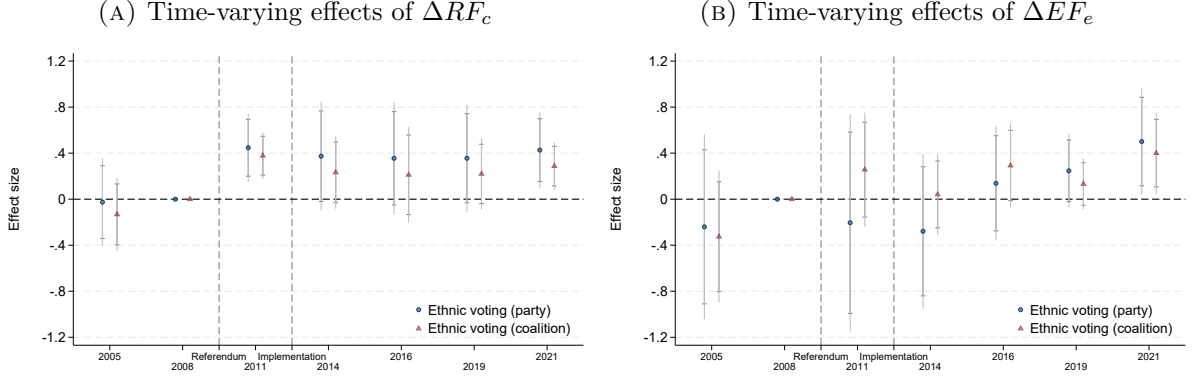 (A) Time-varying effects of ΔRF_c
1.2
.8
.4
0
-.4
-.8
-1.2
Effect size
Ethnic voting (party)
Ethnic voting (coalition)
2005 Referendum Implementation 2016 2021
2008 2011 2014 2019
(B) Time-varying effects of ΔEF_e
1.2
.8
.4
0
-.4
-.8
-1.2
Effect size
Ethnic voting (party)
Ethnic voting (coalition)
2005 Referendum Implementation 2016 2021
2008 2011 2014 2019